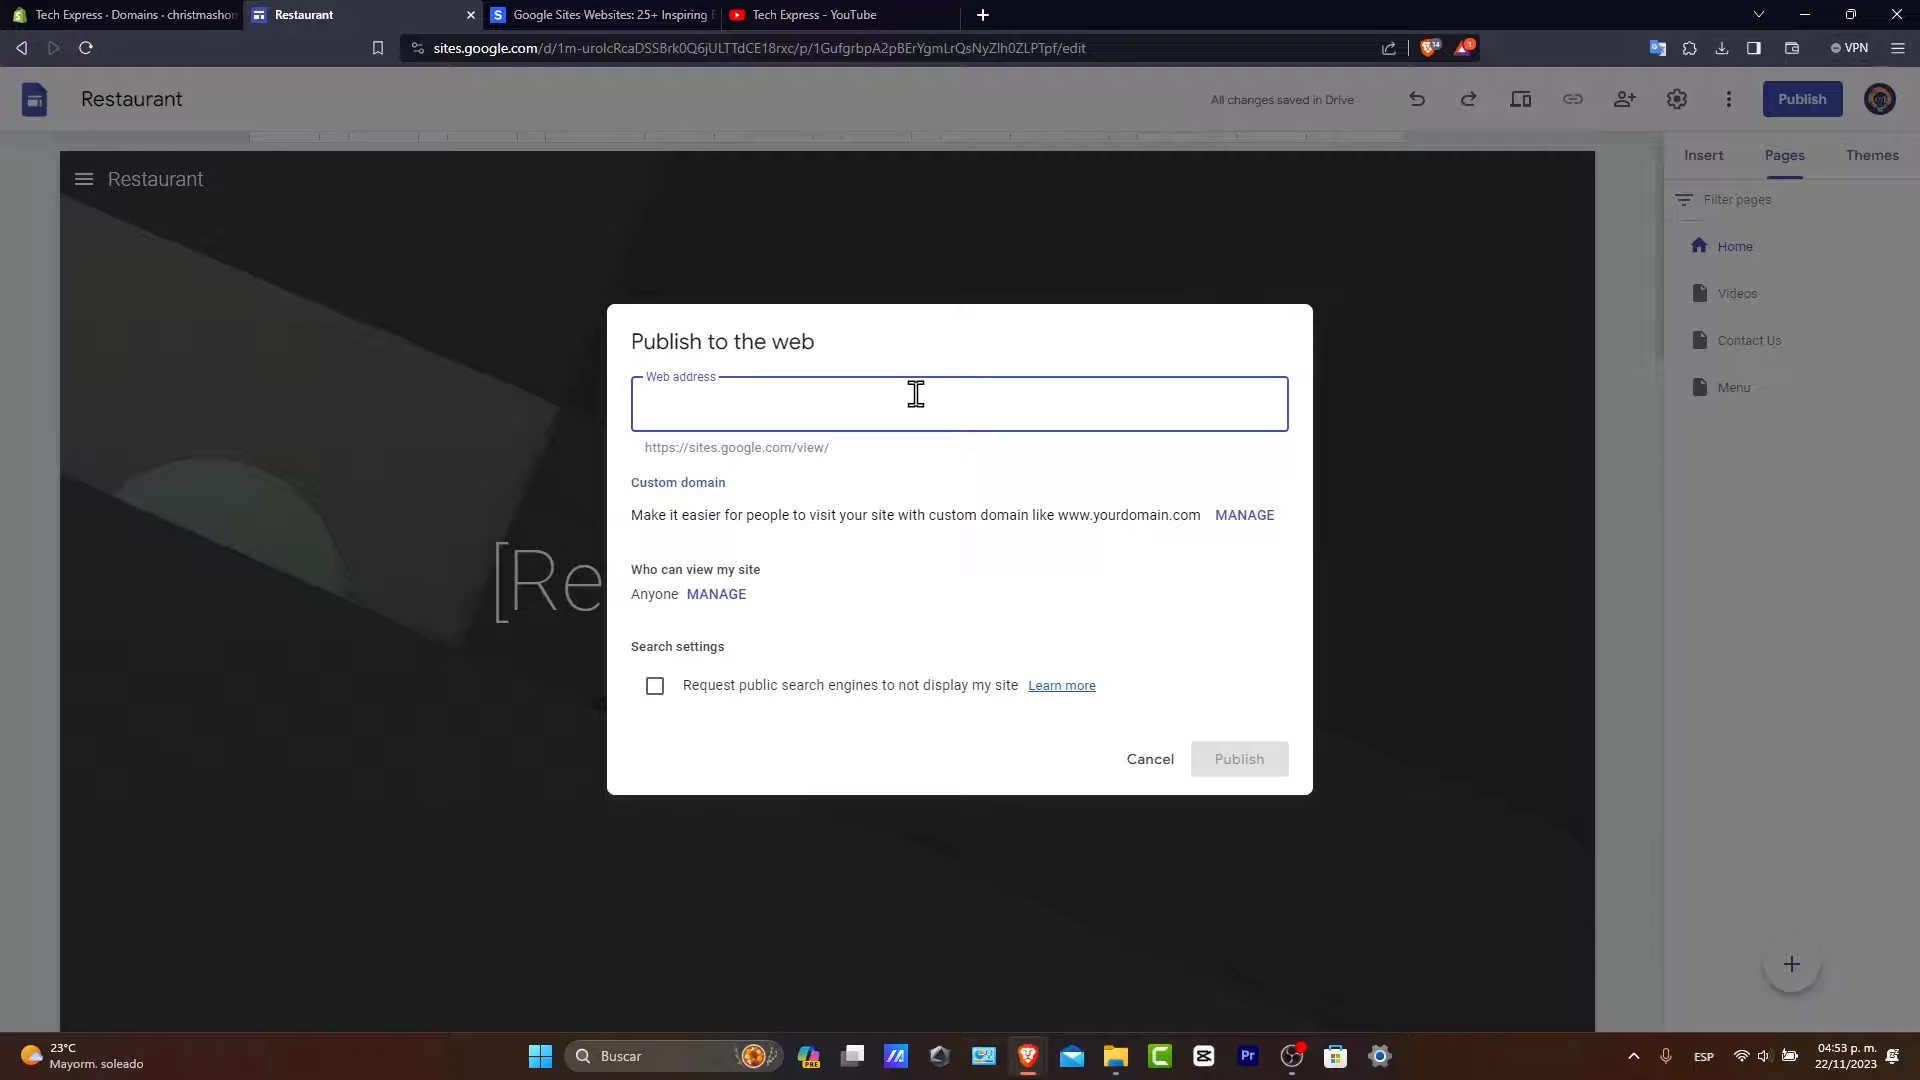 Tech Express · Domains · christmashor
Restaurant
Google Sites Websites: 25+ Inspiring
Tech Express - YouTube
sites.google.com/d/1m-uroIcRcaDSSBrk0Q6jULTTdCE18rxc/p/1GufgrbpA2pBErYgmLrQsNyZIh0ZLPTpf/edit
14
1
VPN
Restaurant
All changes saved in Drive
Publish
Insert
Pages
Themes
Restaurant
Filter pages
Home
Videos
Contact Us
Menu
[Re
Publish to the web
Web address
https://sites.google.com/view/
Custom domain
Make it easier for people to visit your site with custom domain like www.yourdomain.com MANAGE
Who can view my site
Anyone MANAGE
Search settings
Request public search engines to not display my site Learn more
Cancel
Publish
23°C
Mayorm. soleado
Buscar
PRE
Pr
ESP
04:53 p. m.
22/11/2023